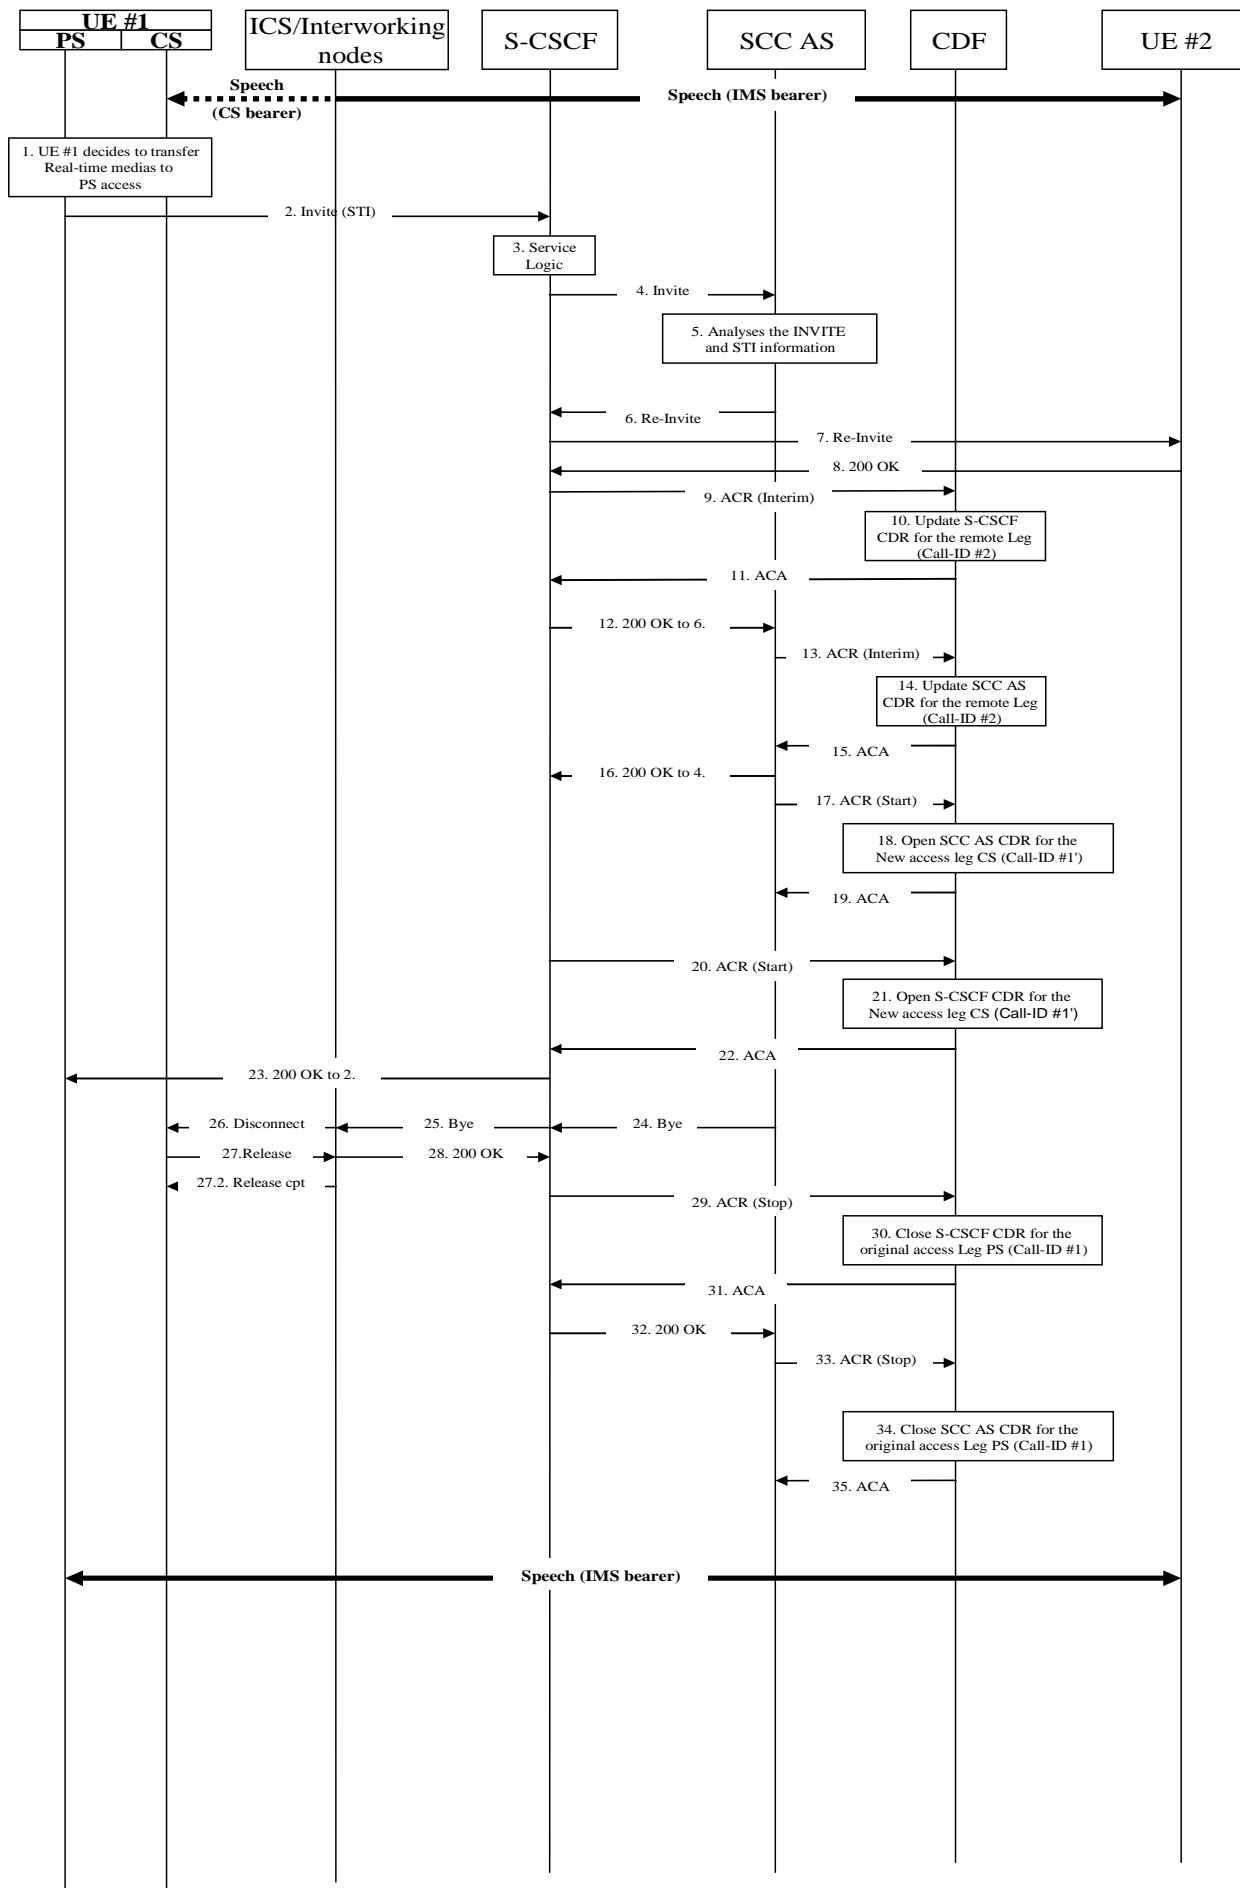 UE #1
PS CS
ICS/Interworking
nodes
S-CSCF
SCC AS
CDF
UE #2
Speech
(CS bearer)
Speech (IMS bearer)
1. UE #1 decides to transfer
Real-time medias to
PS access
2. Invite (STI)
3. Service
Logic
4. Invite
5. Analyses the INVITE
and STI information
6. Re-Invite
7. Re-Invite
8. 200 OK
9. ACR (Interim)
10. Update S-CSCF
CDR for the remote Leg
(Call-ID #2)
11. ACA
12. 200 OK to 6.
13. ACR (Interim)
14. Update SCC AS
CDR for the remote Leg
(Call-ID #2)
15. ACA
16. 200 OK to 4.
17. ACR (Start)
18. Open SCC AS CDR for the
New access leg CS (Call-ID #1')
19. ACA
20. ACR (Start)
21. Open S-CSCF CDR for the
New access leg CS (Call-ID #1')
22. ACA
23. 200 OK to 2.
26. Disconnect
25. Bye
24. Bye
27.Release
28. 200 OK
27.2. Release cpt
29. ACR (Stop)
30. Close S-CSCF CDR for the
original access Leg PS (Call-ID #1)
31. ACA
32. 200 OK
33. ACR (Stop)
34. Close SCC AS CDR for the
original access Leg PS (Call-ID #1)
35. ACA
Speech (IMS bearer)